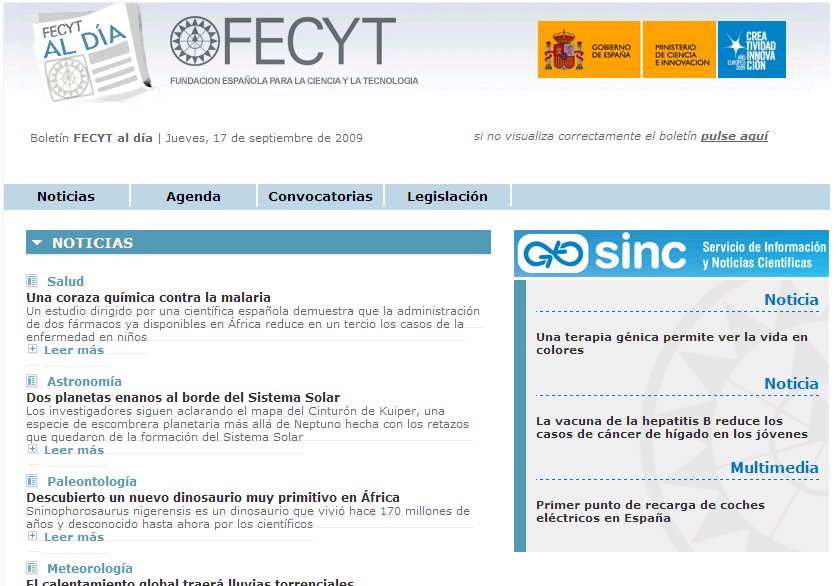 FECYT
AL DÍA
FECYT
FUNDACION ESPAÑOLA PARA LA CIENCIA Y LA TECNOLOGIA
GOBIERNO
DE ESPAÑA
MINISTERIO
DE CIENCIA
E INNOVACIÓN
CREA
TIVIDAD
INNOVA
CIÓN
AÑO
EUROPEO
2009
Boletín FECYT al día | Jueves, 17 de septiembre de 2009
si no visualiza correctamente el boletín pulse aquí
Noticias Agenda Convocatorias Legislación
NOTICIAS
Salud
Una coraza química contra la malaria
Un estudio dirigido por una científica española demuestra que la administración
de dos fármacos ya disponibles en África reduce en un tercio los casos de la
enfermedad en niños
Leer más
Astronomía
Dos planetas enanos al borde del Sistema Solar
Los investigadores siguen aclarando el mapa del Cinturón de Kuiper, una
especie de escombrera planetaria más allá de Neptuno hecha con los retazos
que quedaron de la formación del Sistema Solar
Leer más
Paleontología
Descubierto un nuevo dinosaurio muy primitivo en África
Sninophorosaurus nigerensis es un dinosaurio que vivió hace 170 millones de
años y desconocido hasta ahora por los científicos
Leer más
Meteorología
El calentamiento global traerá lluvias torrenciales
sinc
Servicio de Información
y Noticias Científicas
Noticia
Una terapia génica permite ver la vida en
colores
Noticia
La vacuna de la hepatitis B reduce los
casos de cáncer de hígado en los jóvenes
Multimedia
Primer punto de recarga de coches
eléctricos en España